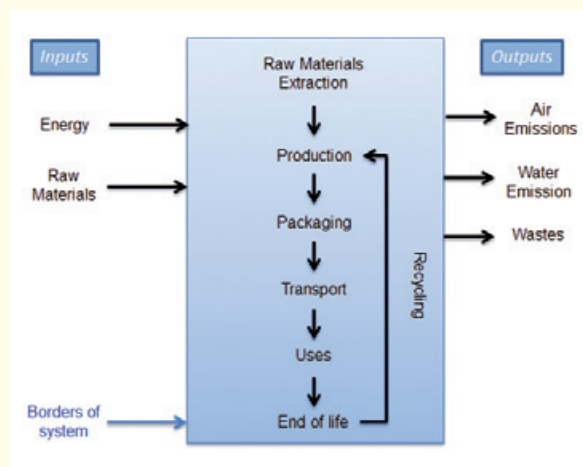 Inputs
Energy
Raw
Materials
Borders of
system
Raw Materials
Extraction
Production
Packaging
Transport
Uses
End of life
Recycling
Outputs
Air
Emissions
Water
Emission
Wastes